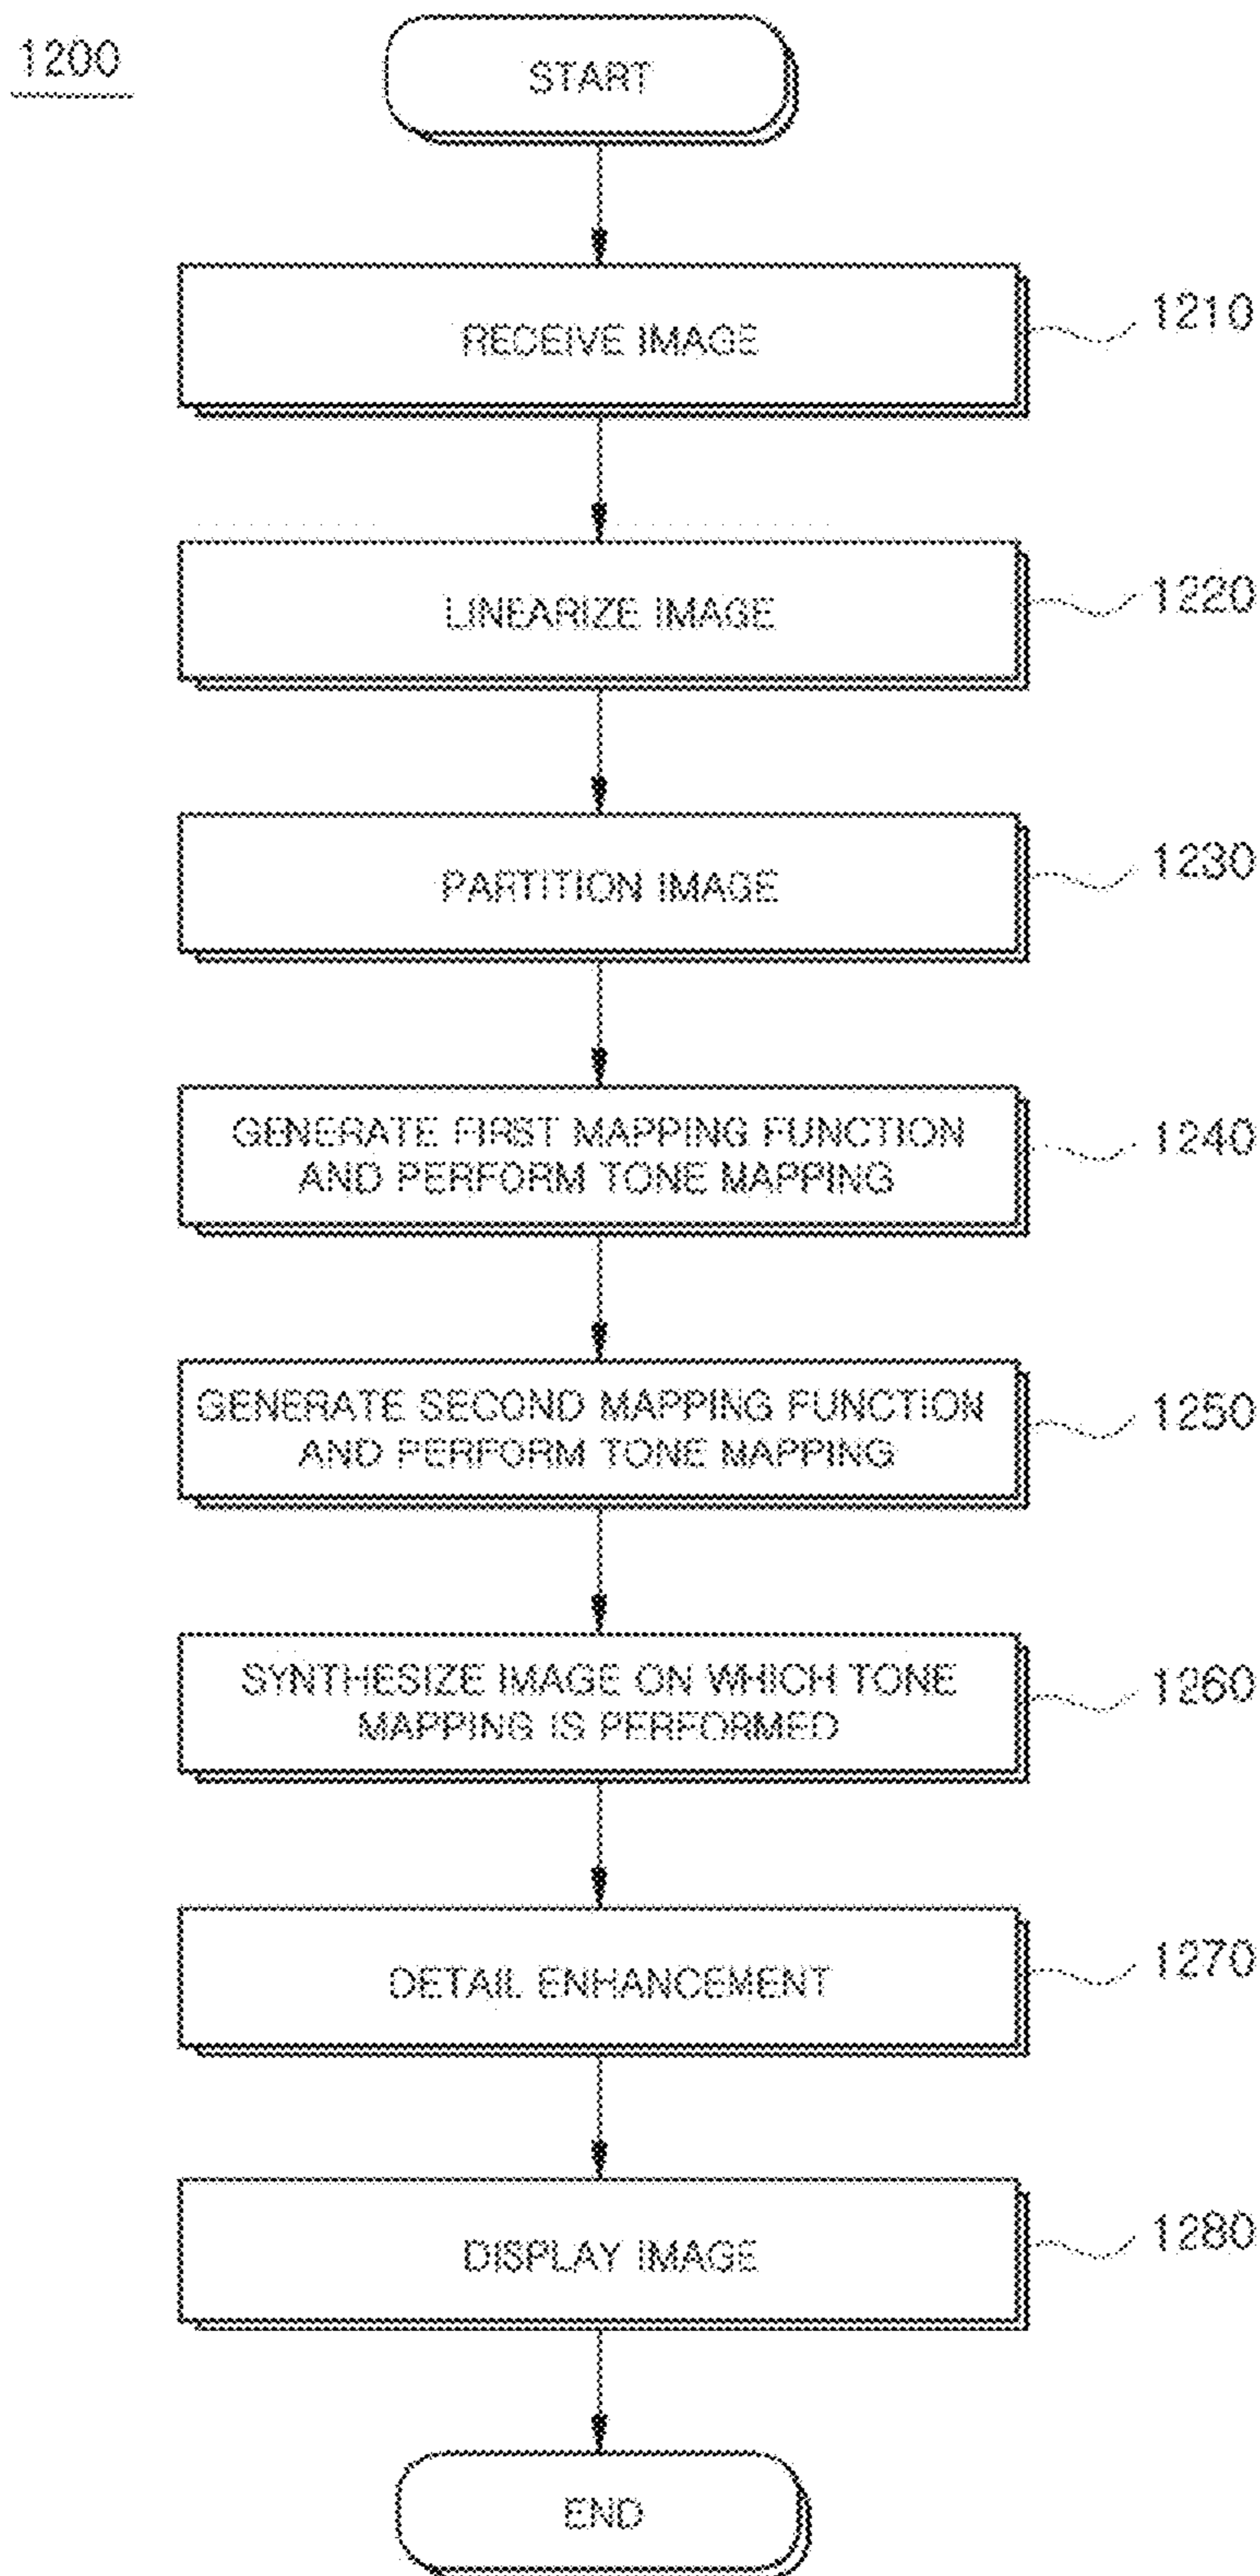 1200
START
RECEIVE IMAGE
1210
LINEARIZE IMAGE
1220
PARTITION IMAGE
1230
GENERATE FIRST MAPPING FUNCTION
AND PERFORM TONE MAPPING
1240
GENERATE SECOND MAPPING FUNCTION
AND PERFORM TONE MAPPING
1250
SYNTHESIZE IMAGE ON WHICH TONE
MAPPING IS PERFORMED
1260
DETAIL ENHANCEMENT
1270
DISPLAY IMAGE
1280
END